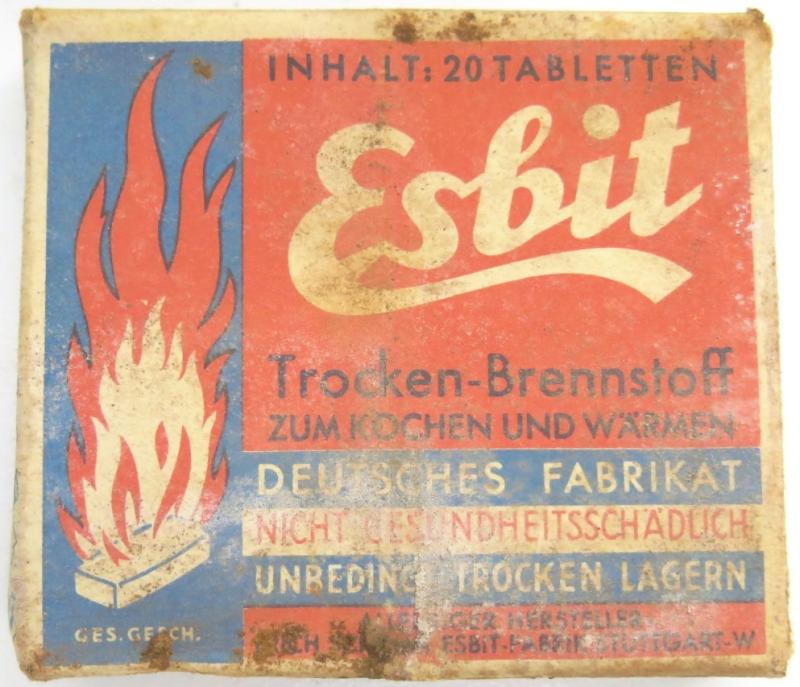 INHALT: 20 TABLETTEN
Esbit
Trocken-Brennstoff
ZUM KOCHEN UND WÄRMEN
DEUTSCHES FABRIKAT
NICHT GESUNDHEITSSCHÄDLICH
UNBEDINGT TROCKEN LAGERN
ALLEINIGER HERSTELLER
ESBIT-FABRIK STUTTGART-W
GES. GESCH.